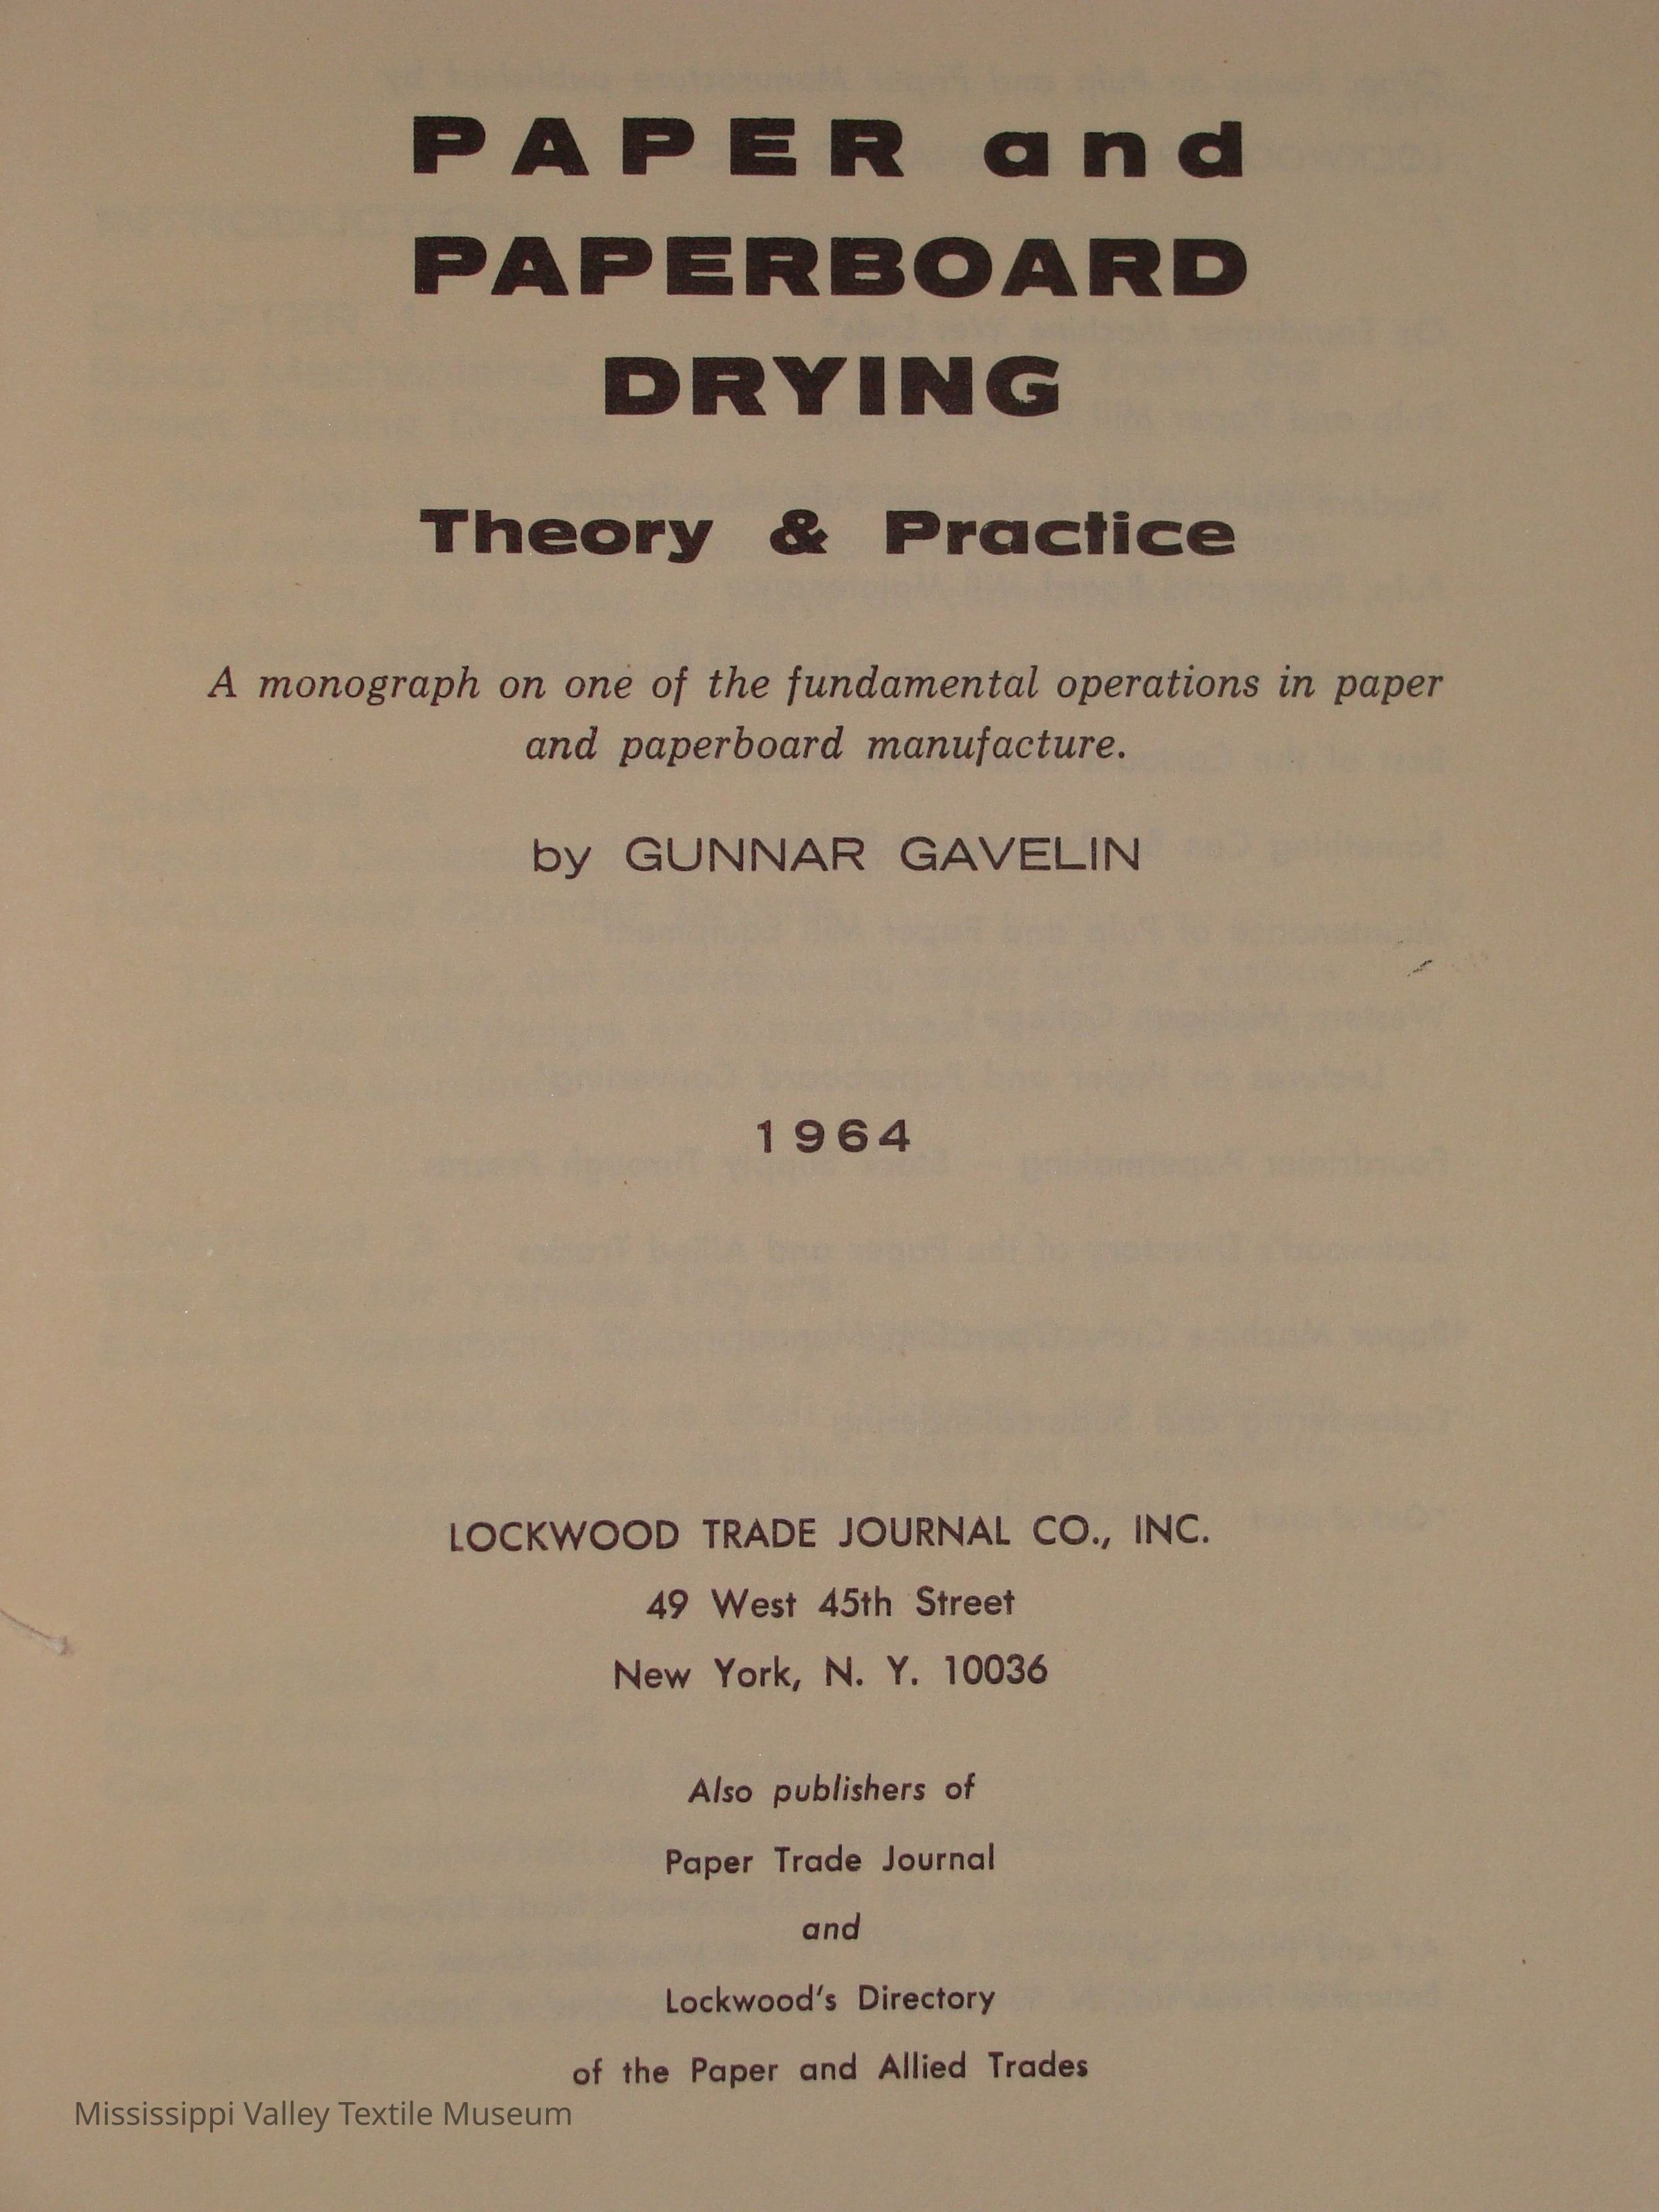 PAPER and
PAPERBOARD
DRYING
Theory & Practice
A monograph on one of the fundamental operations in paper
and paperboard manufacture.
by GUNNAR GAVELIN
1964
LOCKWOOD TRADE JOURNAL CO., INC.
49 West 45th Street
New York, N. Y. 10036
Also publishers of
Paper Trade Journal
and
Lockwood's Directory
of the Paper and Allied Trades
Mississippi Valley Textile Museum